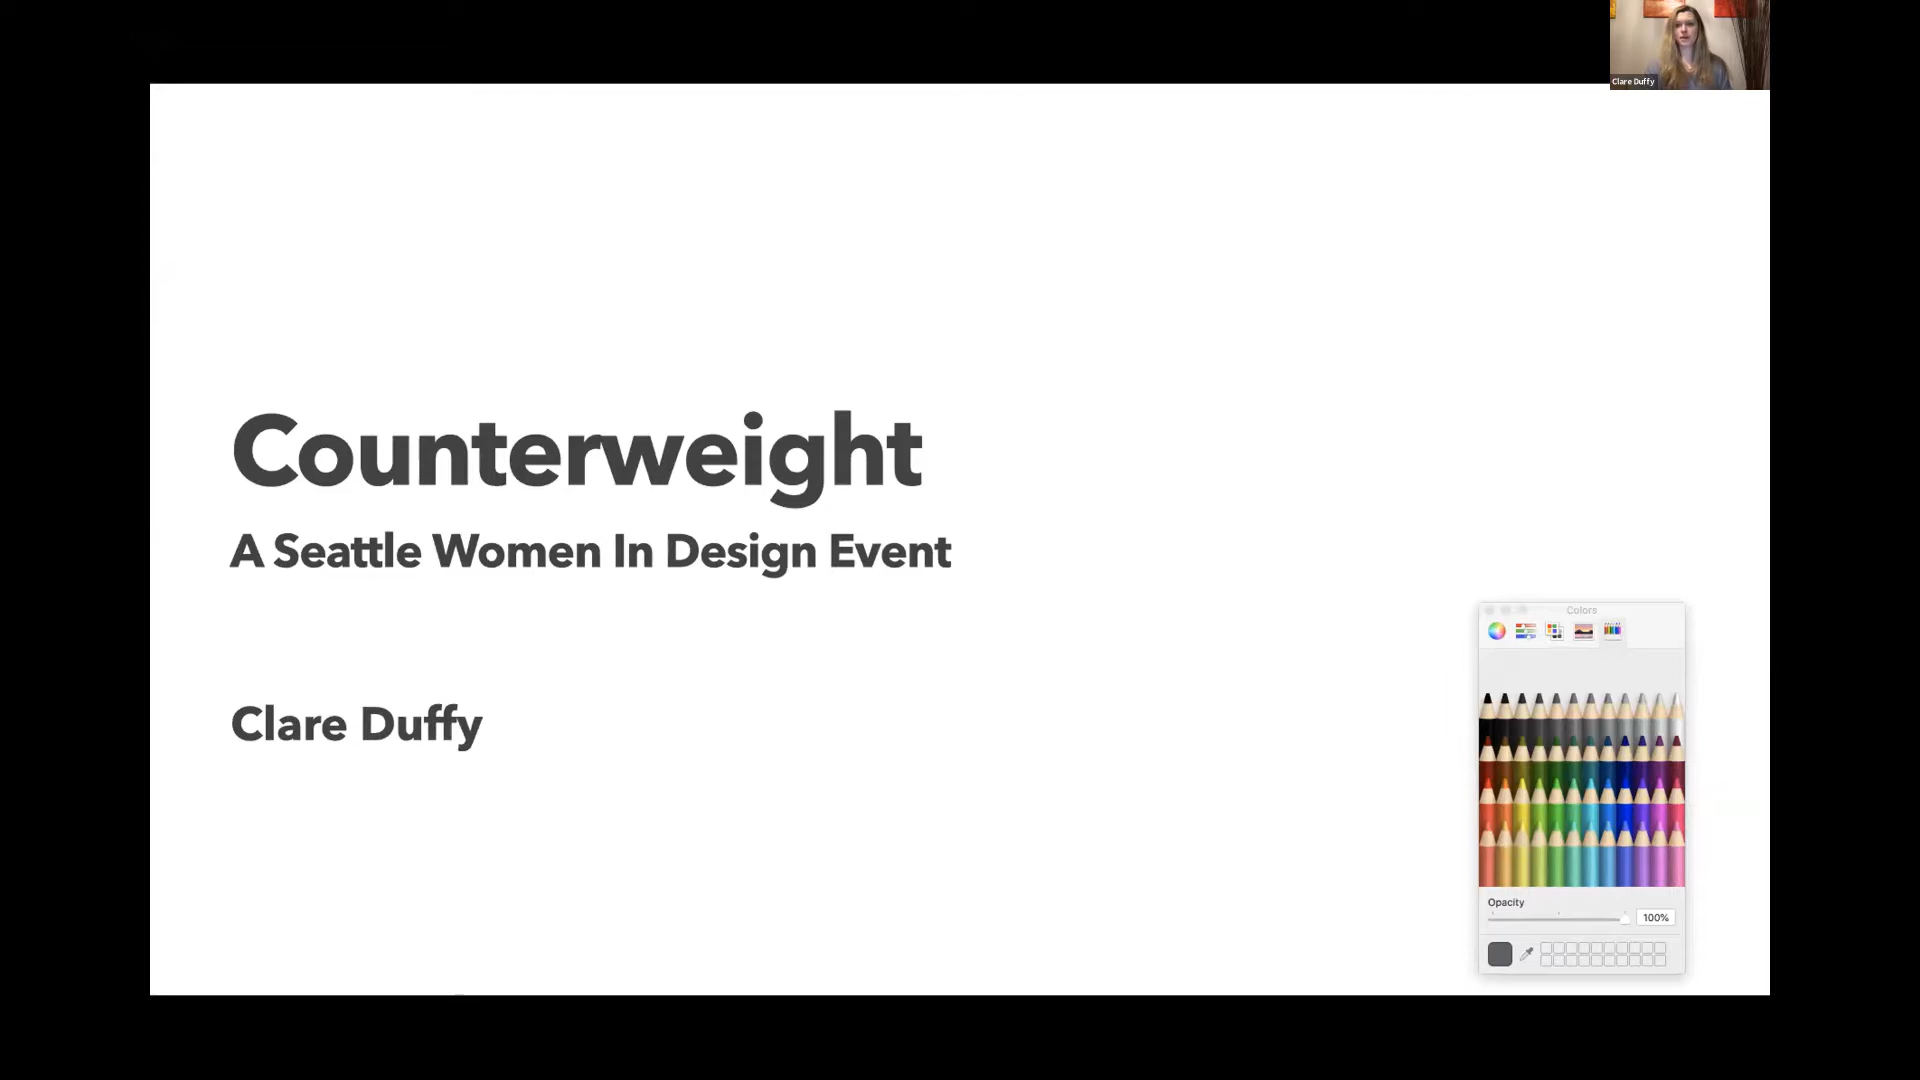 Clare Duffy
Counterweight
A Seattle Women In Design Event
Clare Duffy
Colors
Opacity
100%